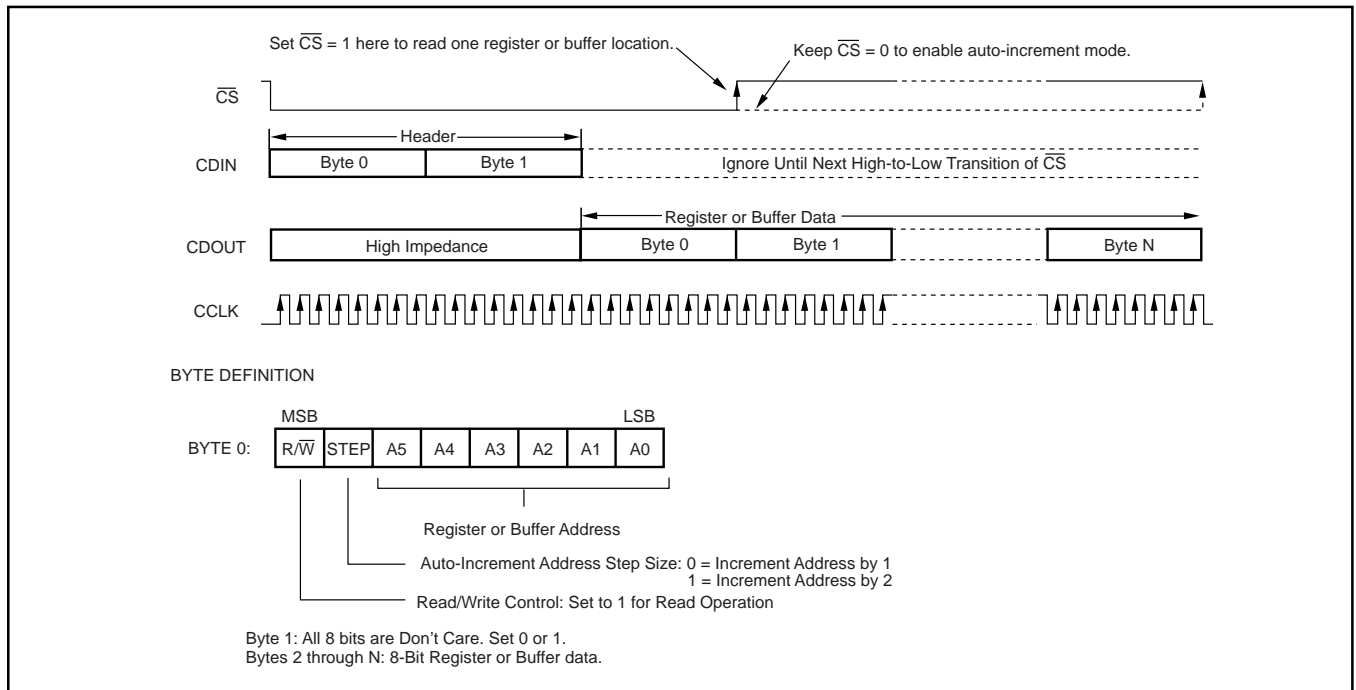 Set C̅S̅ = 1 here to read one register or buffer location.
Keep C̅S̅ = 0 to enable auto-increment mode.
C̅S̅
Header
CDIN
Byte 0
Byte 1
Ignore Until Next High-to-Low Transition of C̅S̅
Register or Buffer Data
CDOUT
High Impedance
Byte 0
Byte 1
Byte N
CCLK
BYTE DEFINITION
MSB
LSB
BYTE 0:
R/W̅
STEP
A5
A4
A3
A2
A1
A0
Register or Buffer Address
Auto-Increment Address Step Size: 0 = Increment Address by 1
1 = Increment Address by 2
Read/Write Control: Set to 1 for Read Operation
Byte 1: All 8 bits are Don’t Care. Set 0 or 1.
Bytes 2 through N: 8-Bit Register or Buffer data.